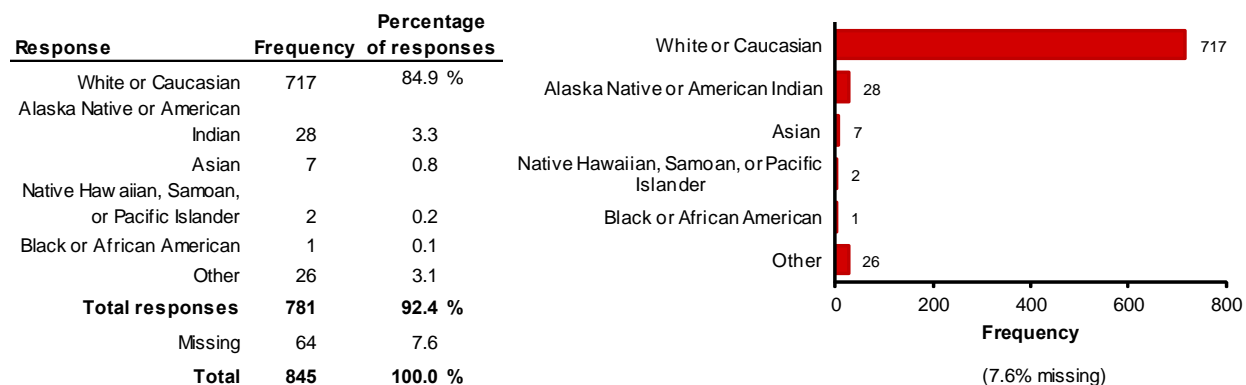 Percentage
Response Frequency of responses
White or Caucasian 717 84.9 %
Alaska Native or American
Indian 28 3.3
Asian 7 0.8
Native Hawaiian, Samoan,
or Pacific Islander 2 0.2
Black or African American 1 0.1
Other 26 3.1
Total responses 781 92.4 %
Missing 64 7.6
Total 845 100.0 %
White or Caucasian 717
Alaska Native or American Indian 28
Asian 7
Native Hawaiian, Samoan, or Pacific
Islander 2
Black or African American 1
Other 26
0 200 400 600 800
Frequency
(7.6% missing)